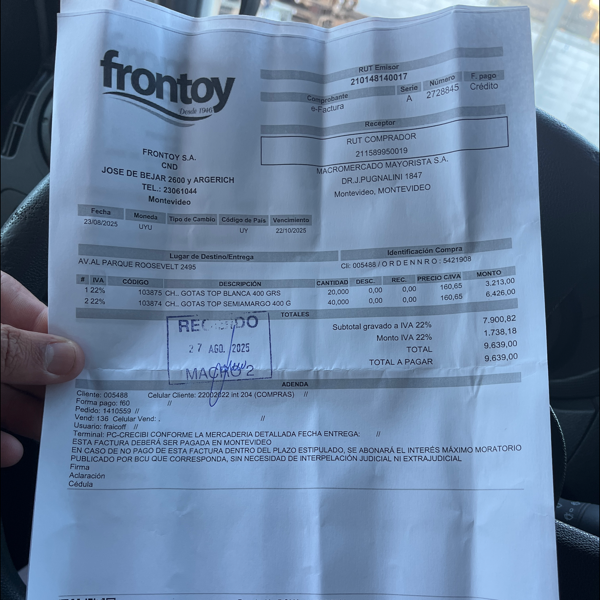 frontoy
Desde 1946
RUT Emisor
210148140017
Comprobante Serie Número F. pago
e-Factura A 2728845 Crédito
Receptor
RUT COMPRADOR
211589950019
MACROMERCADO MAYORISTA S.A.
DR.J.PUGNALINI 1847
Montevideo, MONTEVIDEO
FRONTOY S.A.
CND
JOSE DE BEJAR 2600 y ARGERICH
TEL.: 23061044
Montevideo
Fecha Moneda Tipo de Cambio Código de País Vencimiento
23/08/2025 UYU UY 22/10/2025
Lugar de Destino/Entrega Identificación Compra
AV.AL PARQUE ROOSEVELT 2495 Cli: 005488 / O R D E N N R O : 5421908
# IVA CÓDIGO DESCRIPCIÓN CANTIDAD DESC. REC. PRECIO C/IVA MONTO
1 22% 103875 CH.. GOTAS TOP BLANCA 400 GRS 20,000 0,00 0,00 160,65 3.213,00
2 22% 103874 CH.. GOTAS TOP SEMIAMARGO 400 G 40,000 0,00 0,00 160,65 6.426,00
TOTALES
Subtotal gravado a IVA 22% 7.900,82
Monto IVA 22% 1.738,18
TOTAL 9.639,00
TOTAL A PAGAR 9.639,00
RECIBIDO
27 AGO. 2025
MACRO 2
ADENDA
Cliente: 005488 Celular Cliente: 22002822 int 204 (COMPRAS) //
Forma pago: f60 //
Pedido: 1410559 //
Vend: 136 Celular Vend: . //
Usuario: fraicoff //
Terminal: PC-CRECIBI CONFORME LA MERCADERIA DETALLADA FECHA ENTREGA: //
ESTA FACTURA DEBERÁ SER PAGADA EN MONTEVIDEO
EN CASO DE NO PAGO DE ESTA FACTURA DENTRO DEL PLAZO ESTIPULADO, SE ABONARÁ EL INTERÉS MÁXIMO MORATORIO
PUBLICADO POR BCU QUE CORRESPONDA, SIN NECESIDAD DE INTERPELACIÓN JUDICIAL NI EXTRAJUDICIAL
Firma
Aclaración
Cédula